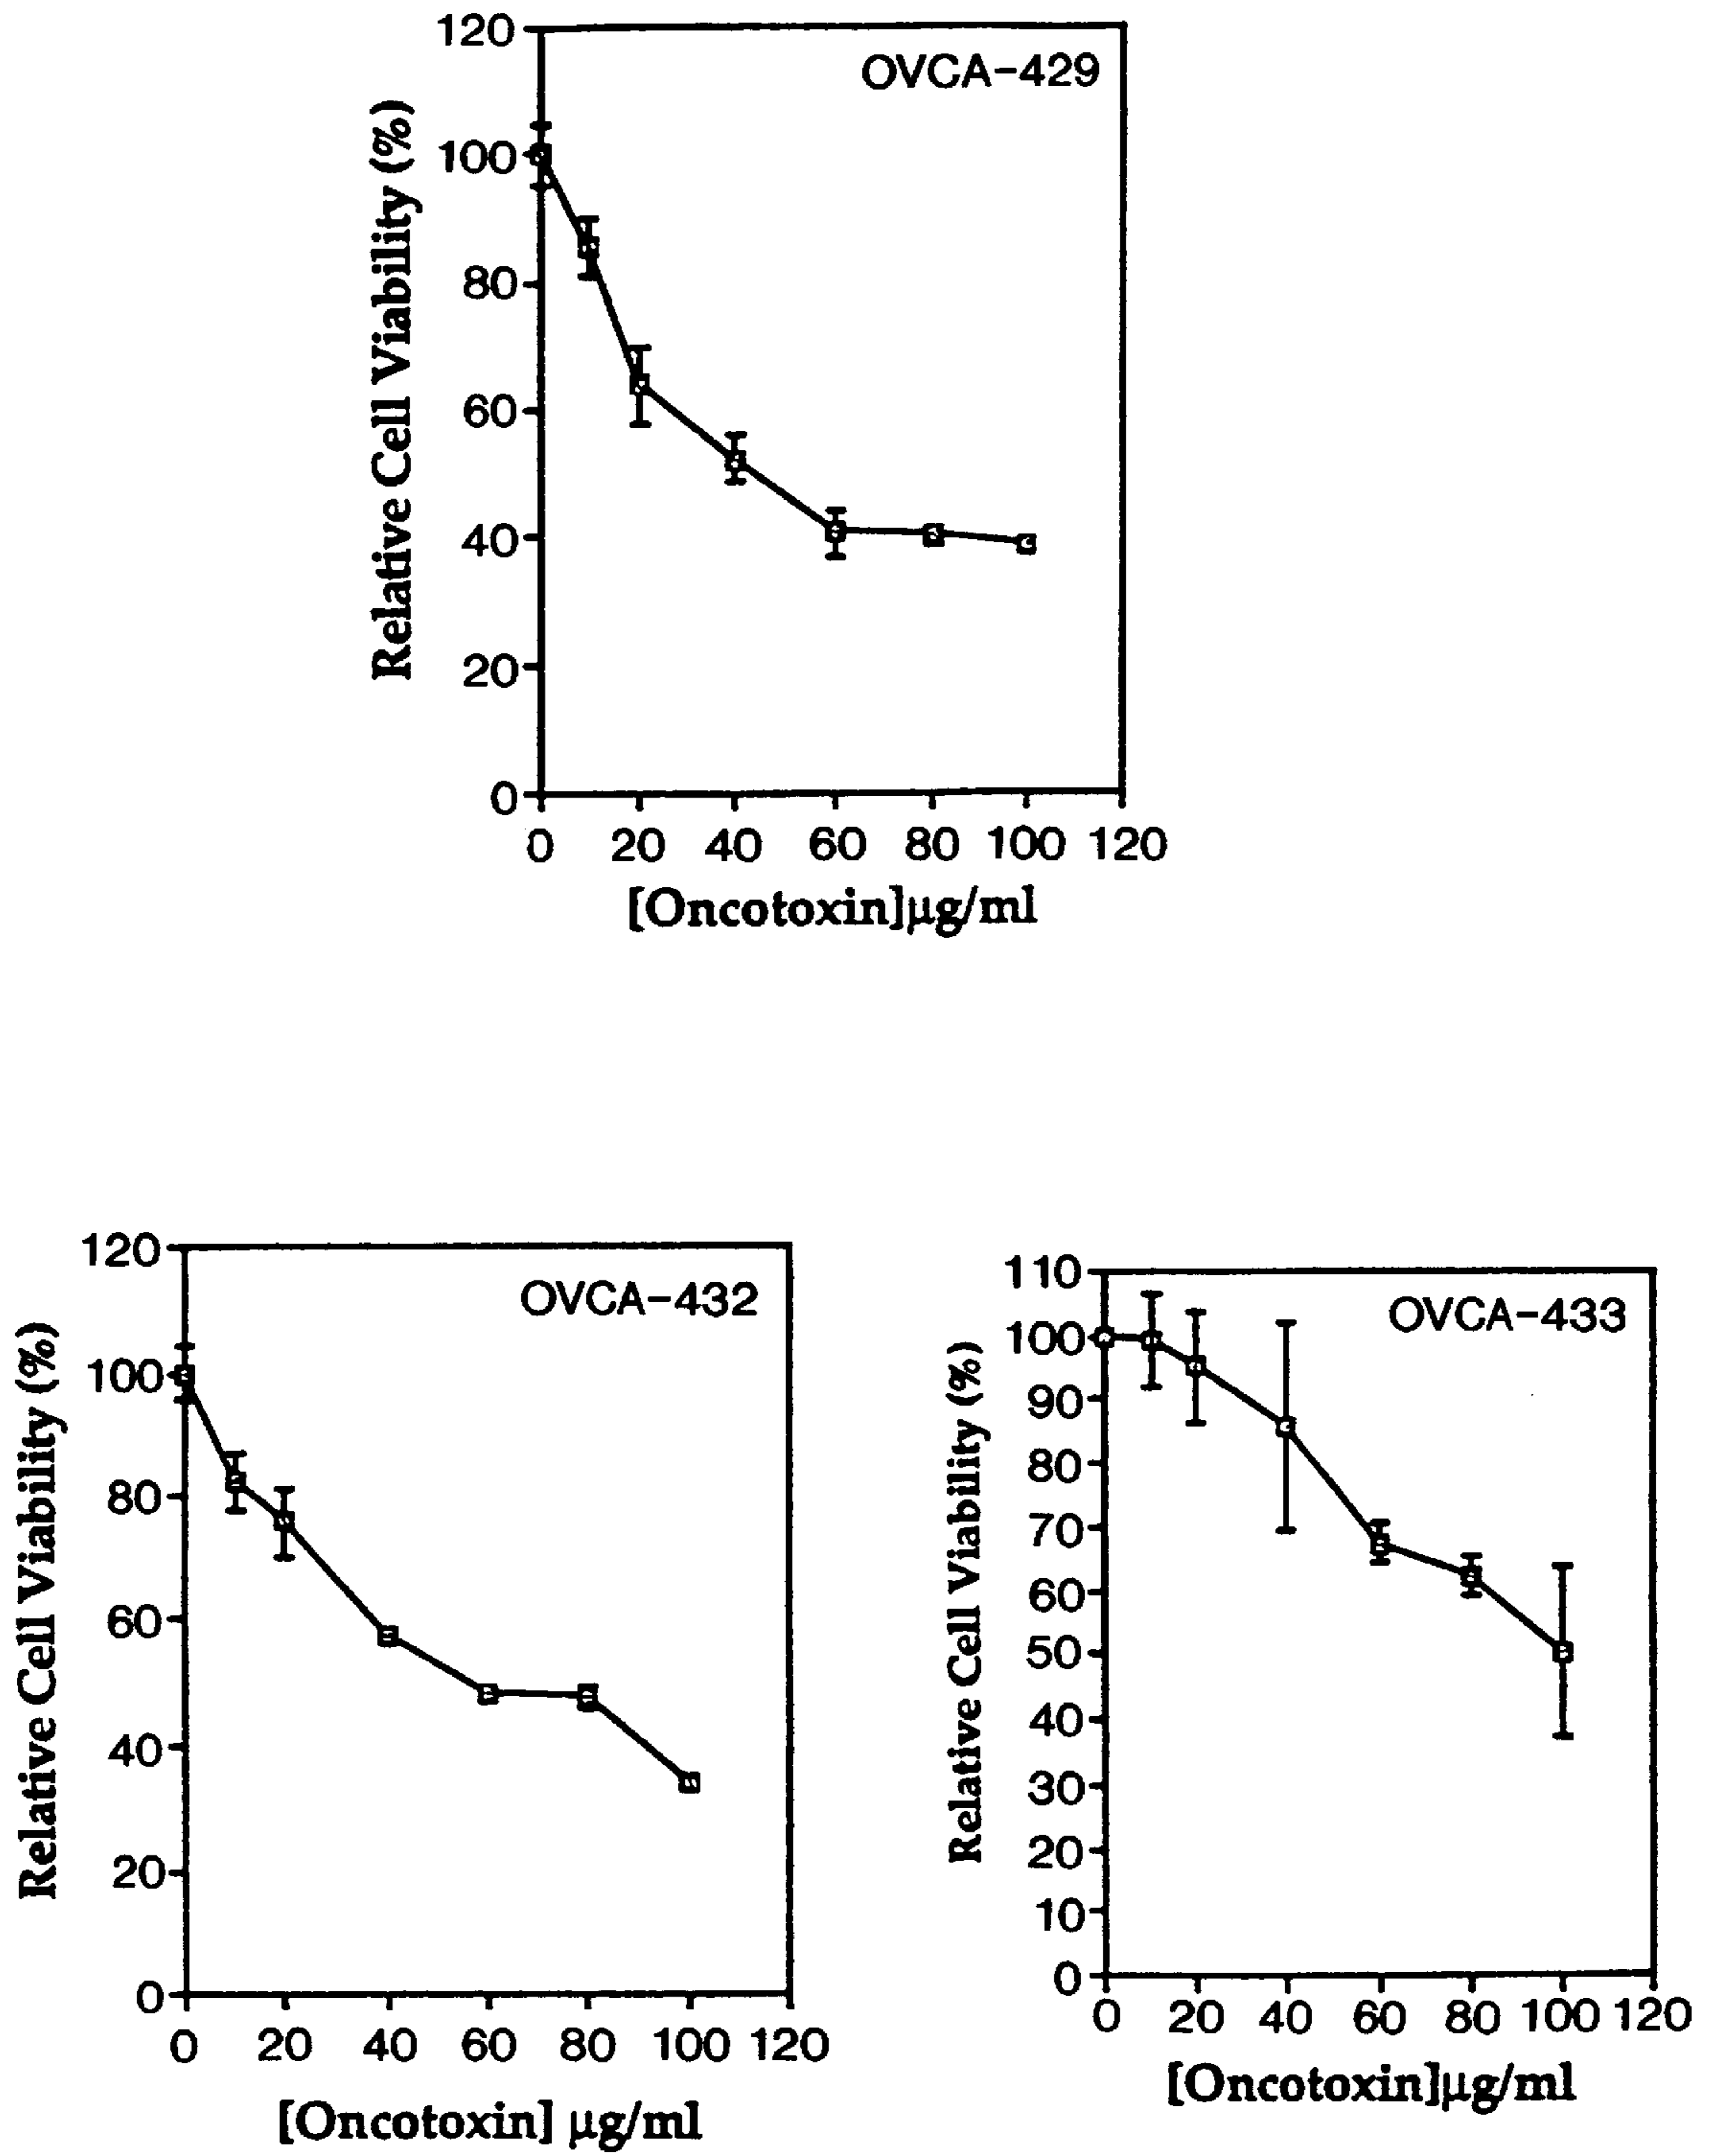 120
OVCA-429
100
80
60
40
20
0
Relative Cell Viability (%)
0 20 40 60 80 100 120
[Oncotoxin]µg/ml
120
OVCA-432
100
80
60
40
20
0
Relative Cell Viability (%)
0 20 40 60 80 100 120
[Oncotoxin] µg/ml
110
OVCA-433
100
90
80
70
60
50
40
30
20
10
0
Relative Cell Viability (%)
0 20 40 60 80 100 120
[Oncotoxin]µg/ml